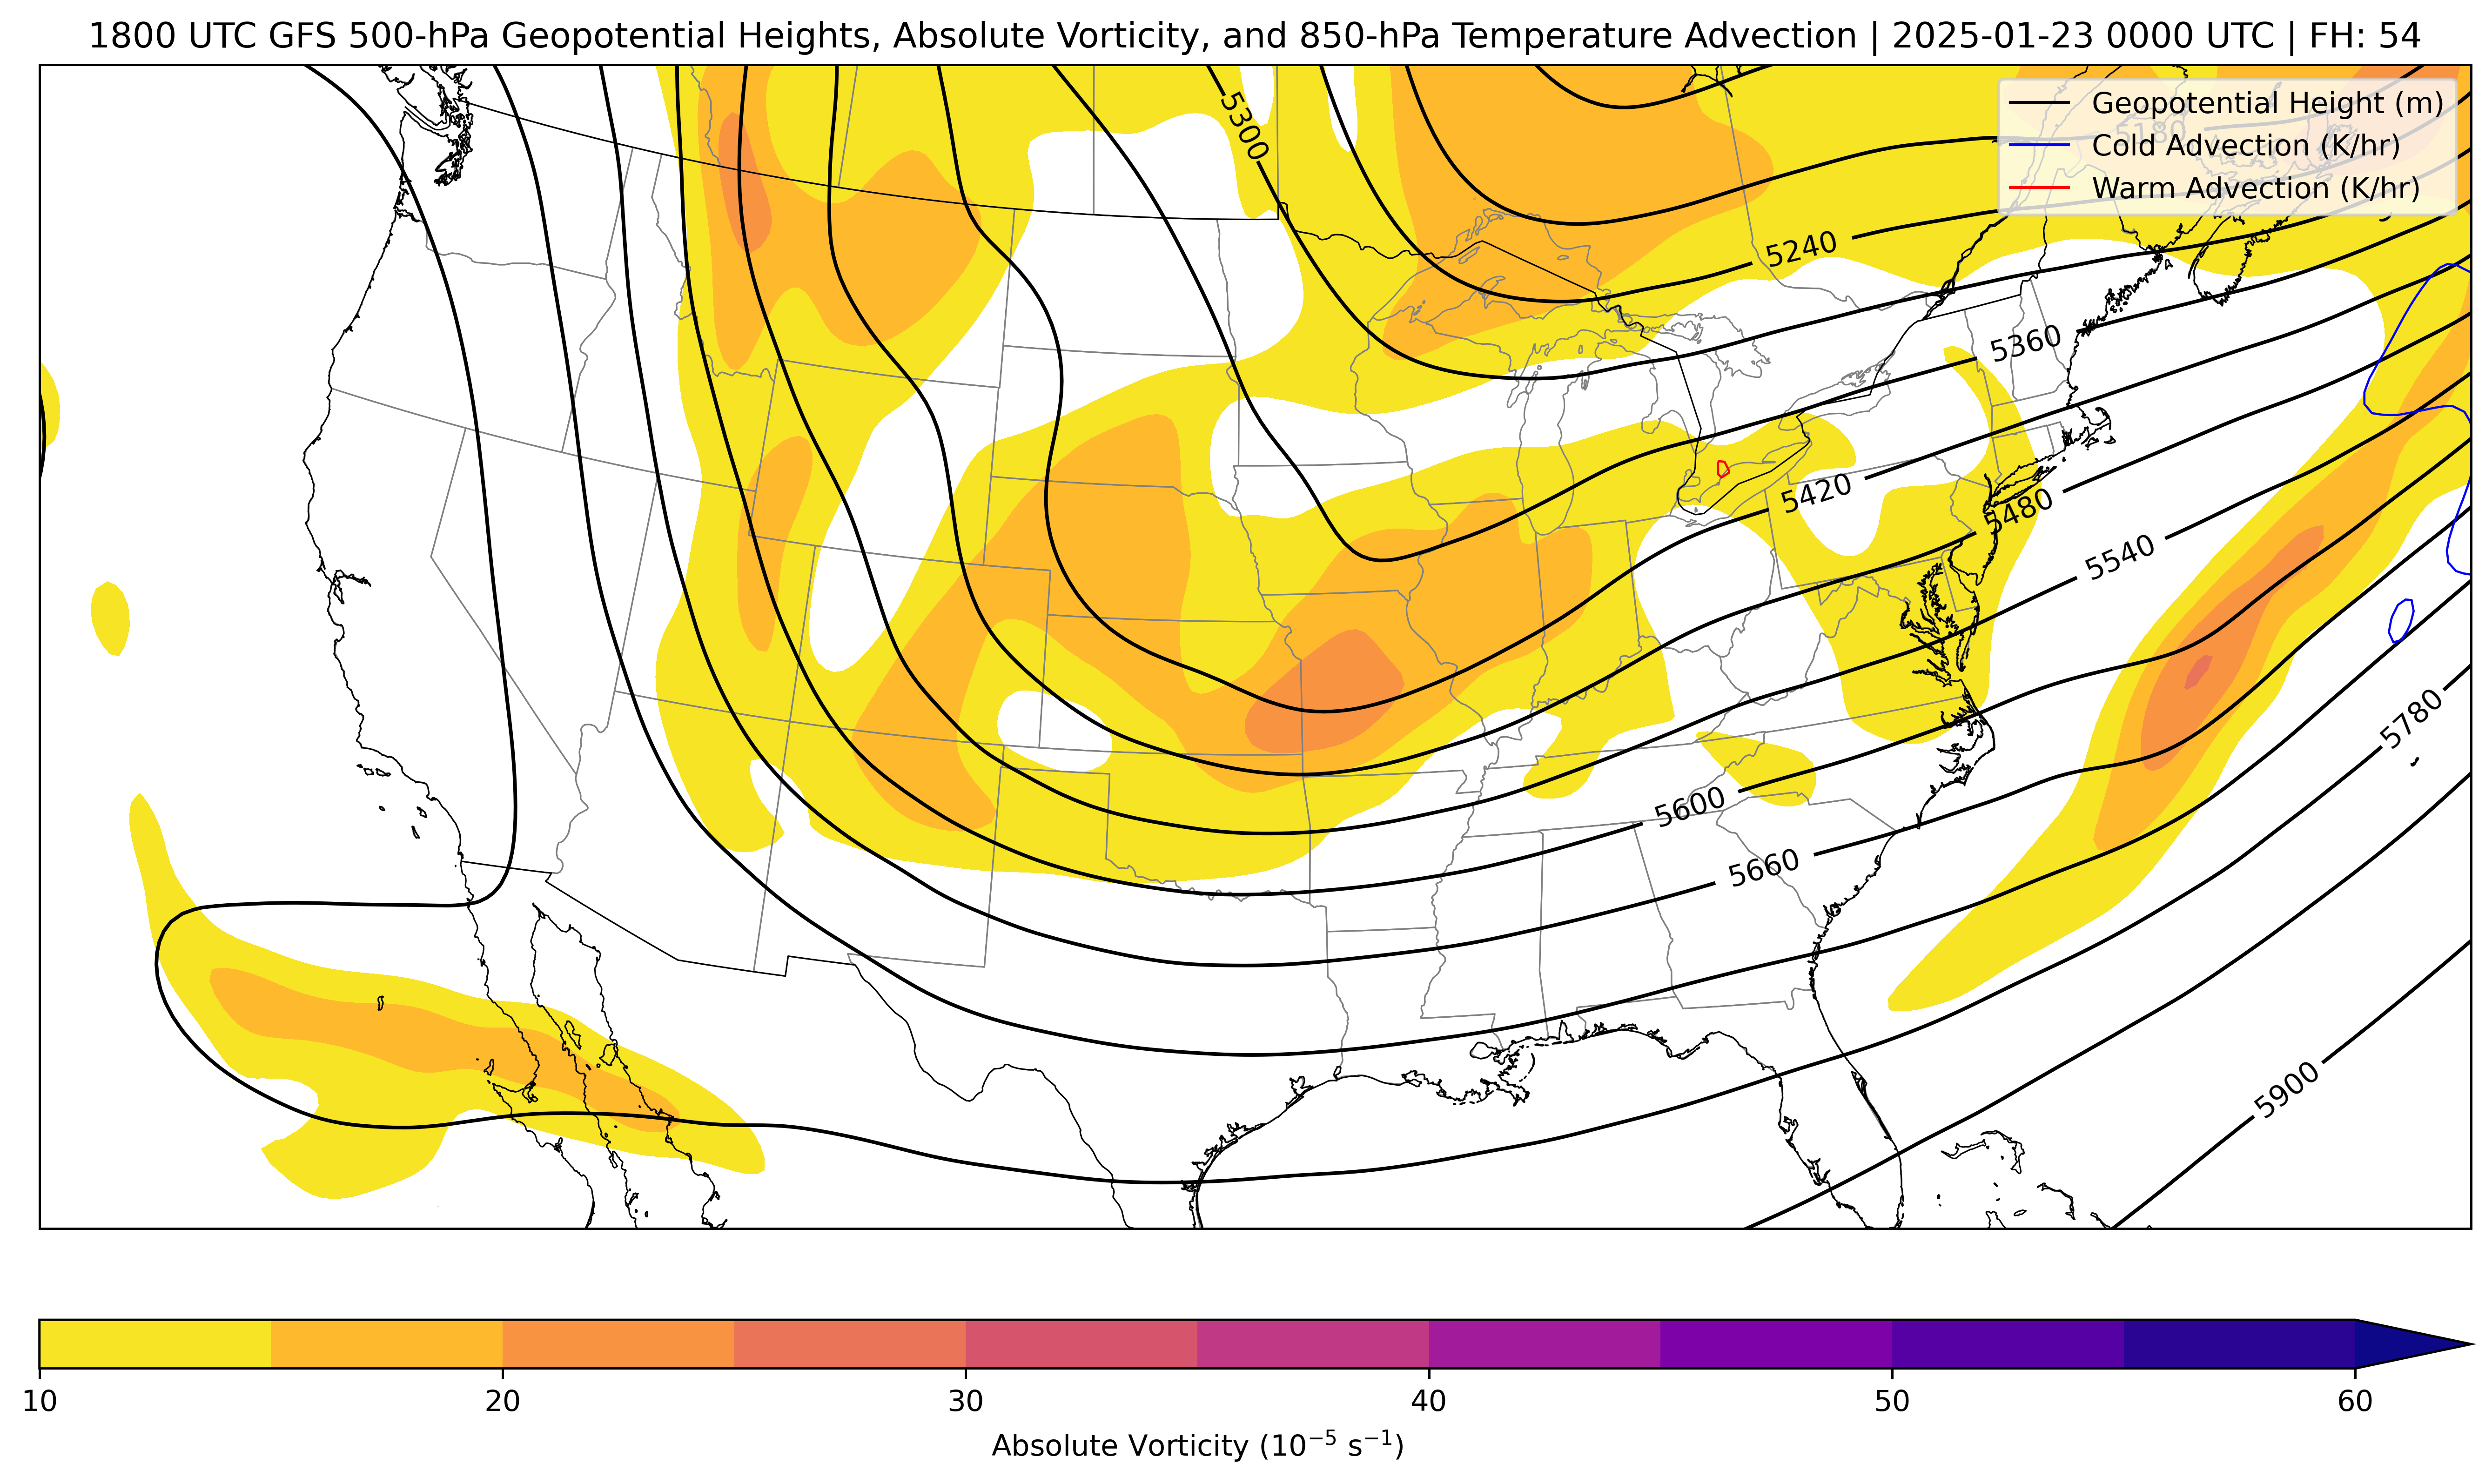 1800 UTC GFS 500-hPa Geopotential Heights, Absolute Vorticity, and 850-hPa Temperature Advection | 2025-01-23 0000 UTC | FH: 54
Geopotential Height (m)
Cold Advection (K/hr)
Warm Advection (K/hr)
5300
5180
5240
5360
5420
5480
5540
5780
5600
5660
5900
10 20 30 40 50 60
Absolute Vorticity (10⁻⁵ s⁻¹)